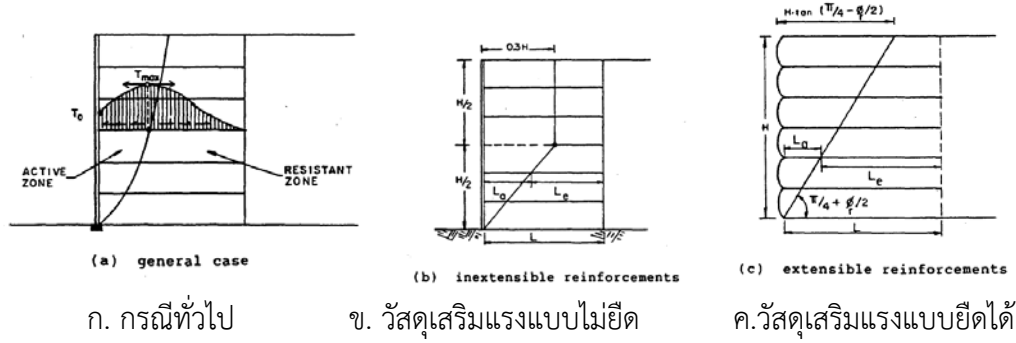 T₀
T max
ACTIVE
ZONE
RESISTANT
ZONE
(a) general case
0.3H
H/2
H/2
La
Le
L
(b) inextensible reinforcements
H·tan (π/4 - ϕr/2)
H
La
Le
π/4 + ϕr/2
L
(c) extensible reinforcements
ก. กรณีทั่วไป
ข. วัสดุเสริมแรงแบบไม่ยืด
ค.วัสดุเสริมแรงแบบยืดได้